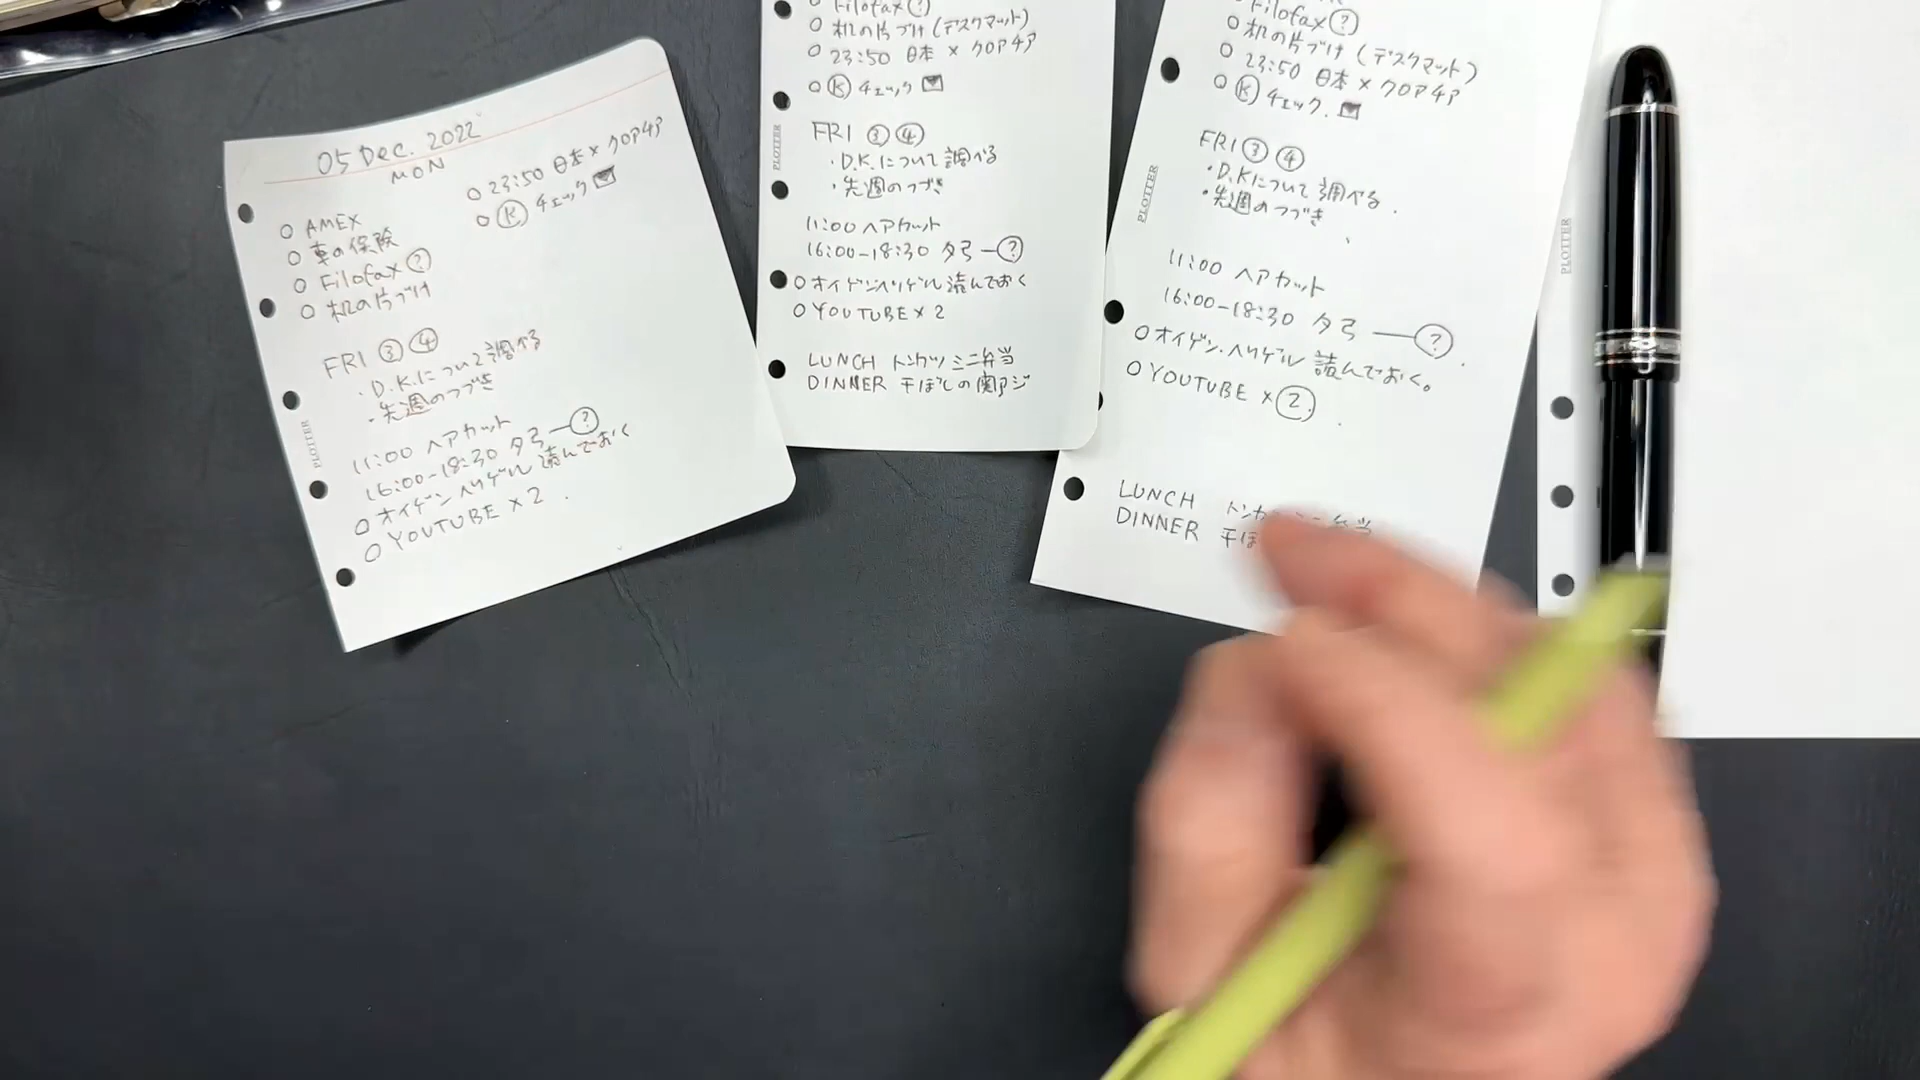 05 Dec. 2022
MON
○ AMEX
○ 車の保険
○ Filofax ?
○ 机の片づけ
○ 23:50 日本 × クロアチア
○ Ⓚ チェック
FRI ③ ④
・D.K.について調べる
・先週のつづき
11:00 ヘアカット
16:00-18:30 夕弓 — ?
○ オイゲン ヘリゲル 読んでおく
○ YOUTUBE × 2
PLOTTER
Filofax ?
○ 机の片づけ (デスクマット)
○ 23:50 日本 × クロアチア
○ Ⓚ チェック
FRI ③ ④
・D.K.について調べる
・先週のつづき
11:00 ヘアカット
16:00-18:30 夕弓 — ?
○ オイゲンヘリゲル 読んでおく
○ YOUTUBE × 2
LUNCH トンカツ ミニ弁当
DINNER 干ぼしの関アジ
PLOTTER
Filofax ?
○ 机の片づけ (デスクマット)
○ 23:50 日本 × クロアチア
○ Ⓚ チェック.
FRI ③ ④
・D.Kについて調べる.
・先週のつづき
11:00 ヘアカット
16:00-18:30 夕弓 — ?
○ オイゲン・ヘリゲル 読んでおく。
○ YOUTUBE × ②
LUNCH トンカ 弁当
DINNER 干ぼ
PLOTTER
PLOTTER